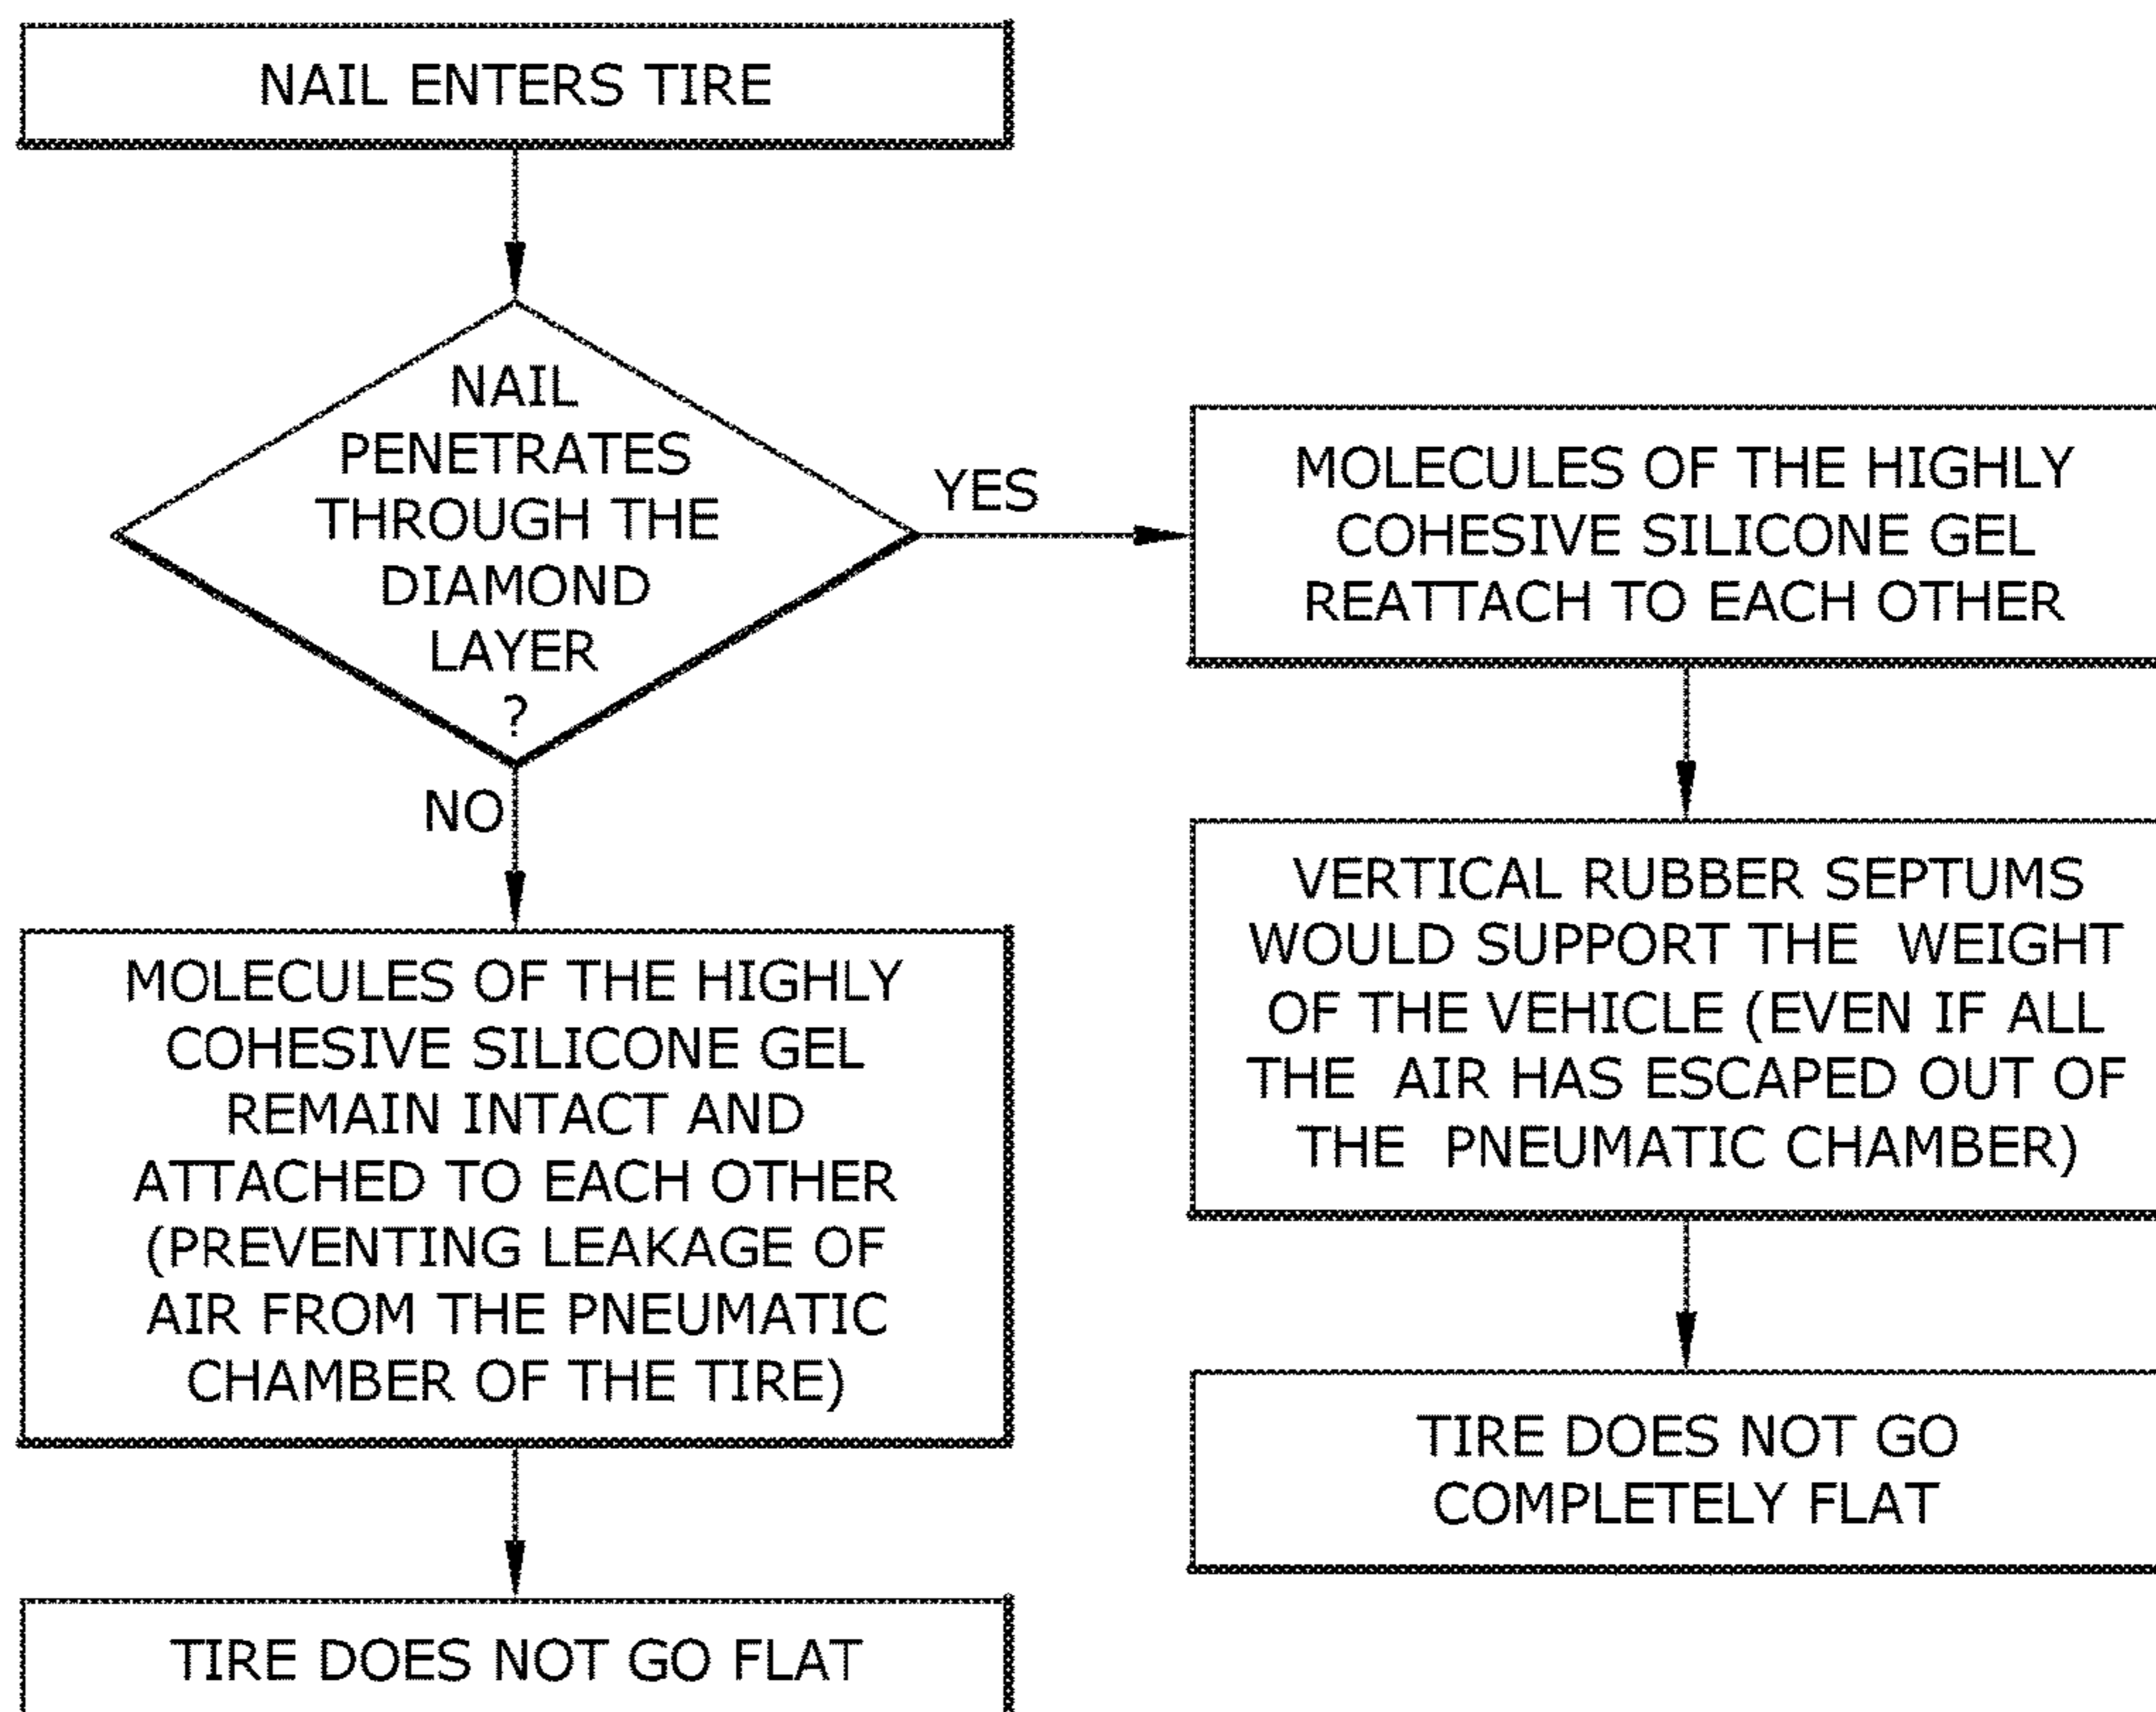 NAIL ENTERS TIRE
NAIL
PENETRATES
THROUGH THE
DIAMOND
LAYER
?
YES
NO
MOLECULES OF THE HIGHLY
COHESIVE SILICONE GEL
REATTACH TO EACH OTHER
VERTICAL RUBBER SEPTUMS
WOULD SUPPORT THE WEIGHT
OF THE VEHICLE (EVEN IF ALL
THE AIR HAS ESCAPED OUT OF
THE PNEUMATIC CHAMBER)
TIRE DOES NOT GO
COMPLETELY FLAT
MOLECULES OF THE HIGHLY
COHESIVE SILICONE GEL
REMAIN INTACT AND
ATTACHED TO EACH OTHER
(PREVENTING LEAKAGE OF
AIR FROM THE PNEUMATIC
CHAMBER OF THE TIRE)
TIRE DOES NOT GO FLAT